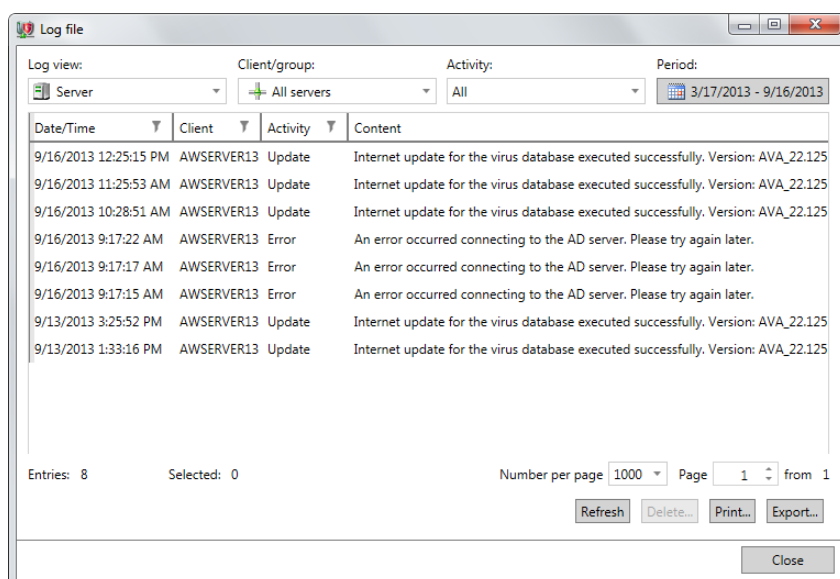 Log file
Log view: Client/group: Activity: Period:
Server All servers All 3/17/2013 - 9/16/2013
Date/Time Client Activity Content
9/16/2013 12:25:15 PM AWSERVER13 Update Internet update for the virus database executed successfully. Version: AVA_22.125
9/16/2013 11:25:53 AM AWSERVER13 Update Internet update for the virus database executed successfully. Version: AVA_22.125
9/16/2013 10:28:51 AM AWSERVER13 Update Internet update for the virus database executed successfully. Version: AVA_22.125
9/16/2013 9:17:22 AM AWSERVER13 Error An error occurred connecting to the AD server. Please try again later.
9/16/2013 9:17:17 AM AWSERVER13 Error An error occurred connecting to the AD server. Please try again later.
9/16/2013 9:17:15 AM AWSERVER13 Error An error occurred connecting to the AD server. Please try again later.
9/13/2013 3:25:52 PM AWSERVER13 Update Internet update for the virus database executed successfully. Version: AVA_22.125
9/13/2013 1:33:16 PM AWSERVER13 Update Internet update for the virus database executed successfully. Version: AVA_22.125
Entries: 8 Selected: 0 Number per page 1000 Page 1 from 1
Refresh Delete... Print... Export...
Close